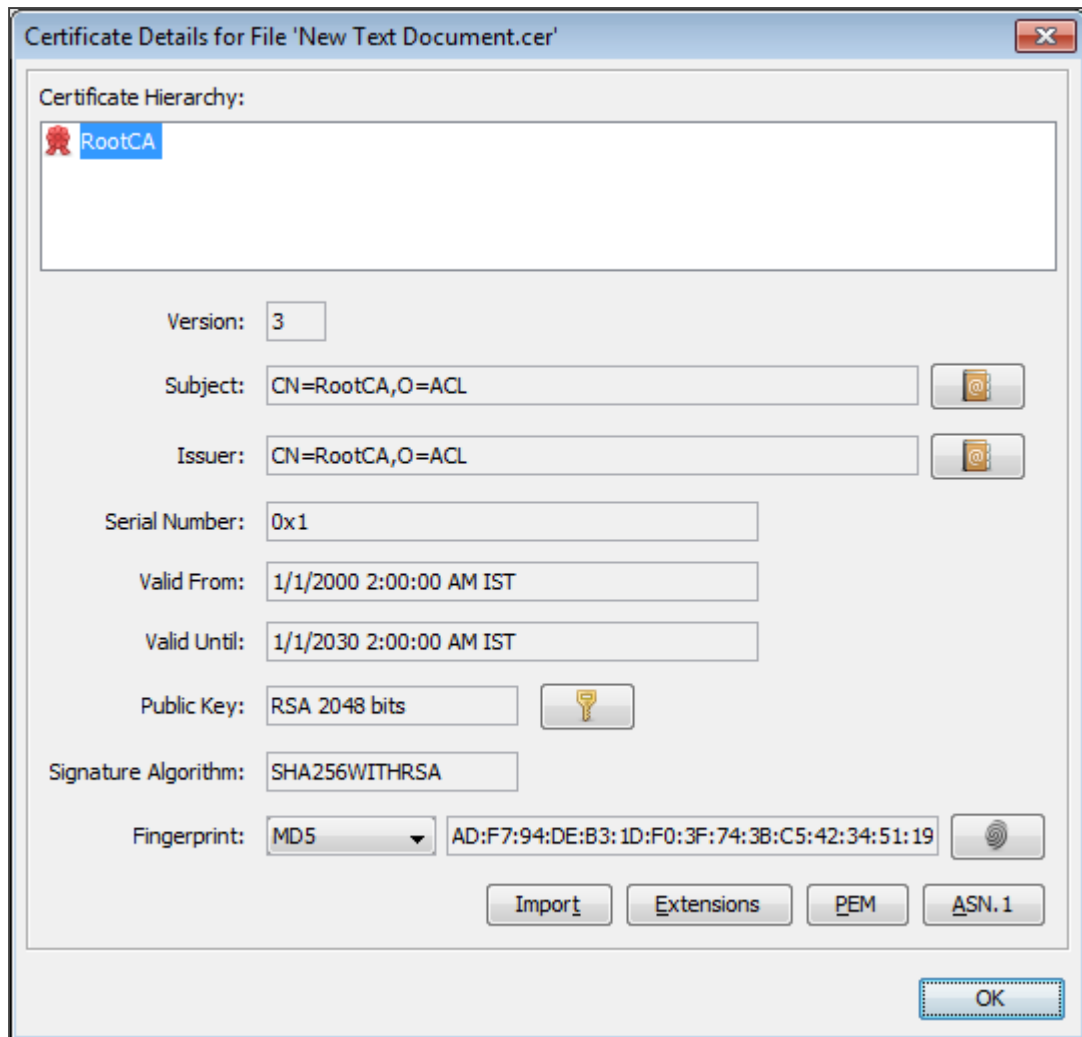 Certificate Details for File 'New Text Document.cer'
Certificate Hierarchy:
RootCA
Version: 3
Subject: CN=RootCA,O=ACL
Issuer: CN=RootCA,O=ACL
Serial Number: 0x1
Valid From: 1/1/2000 2:00:00 AM IST
Valid Until: 1/1/2030 2:00:00 AM IST
Public Key: RSA 2048 bits
Signature Algorithm: SHA256WITHRSA
Fingerprint: MD5 AD:F7:94:DE:B3:1D:F0:3F:74:3B:C5:42:34:51:19
Import Extensions PEM ASN.1
OK